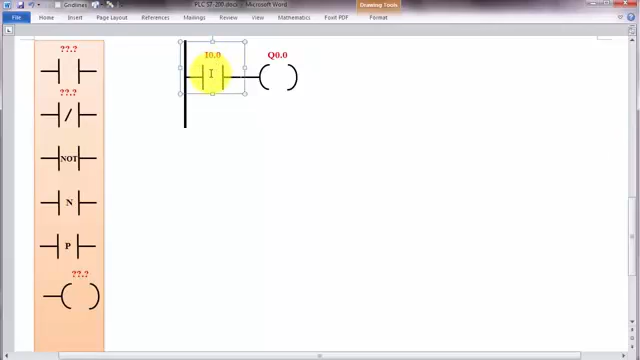 PLC S7-200.docx - Microsoft Word
Drawing Tools
Gridlines
File
Home
Insert
Page Layout
References
Mailings
Review
View
Mathematics
Foxit PDF
Format
??.?
??.?
/
NOT
N
P
??.?
I0.0
Q0.0